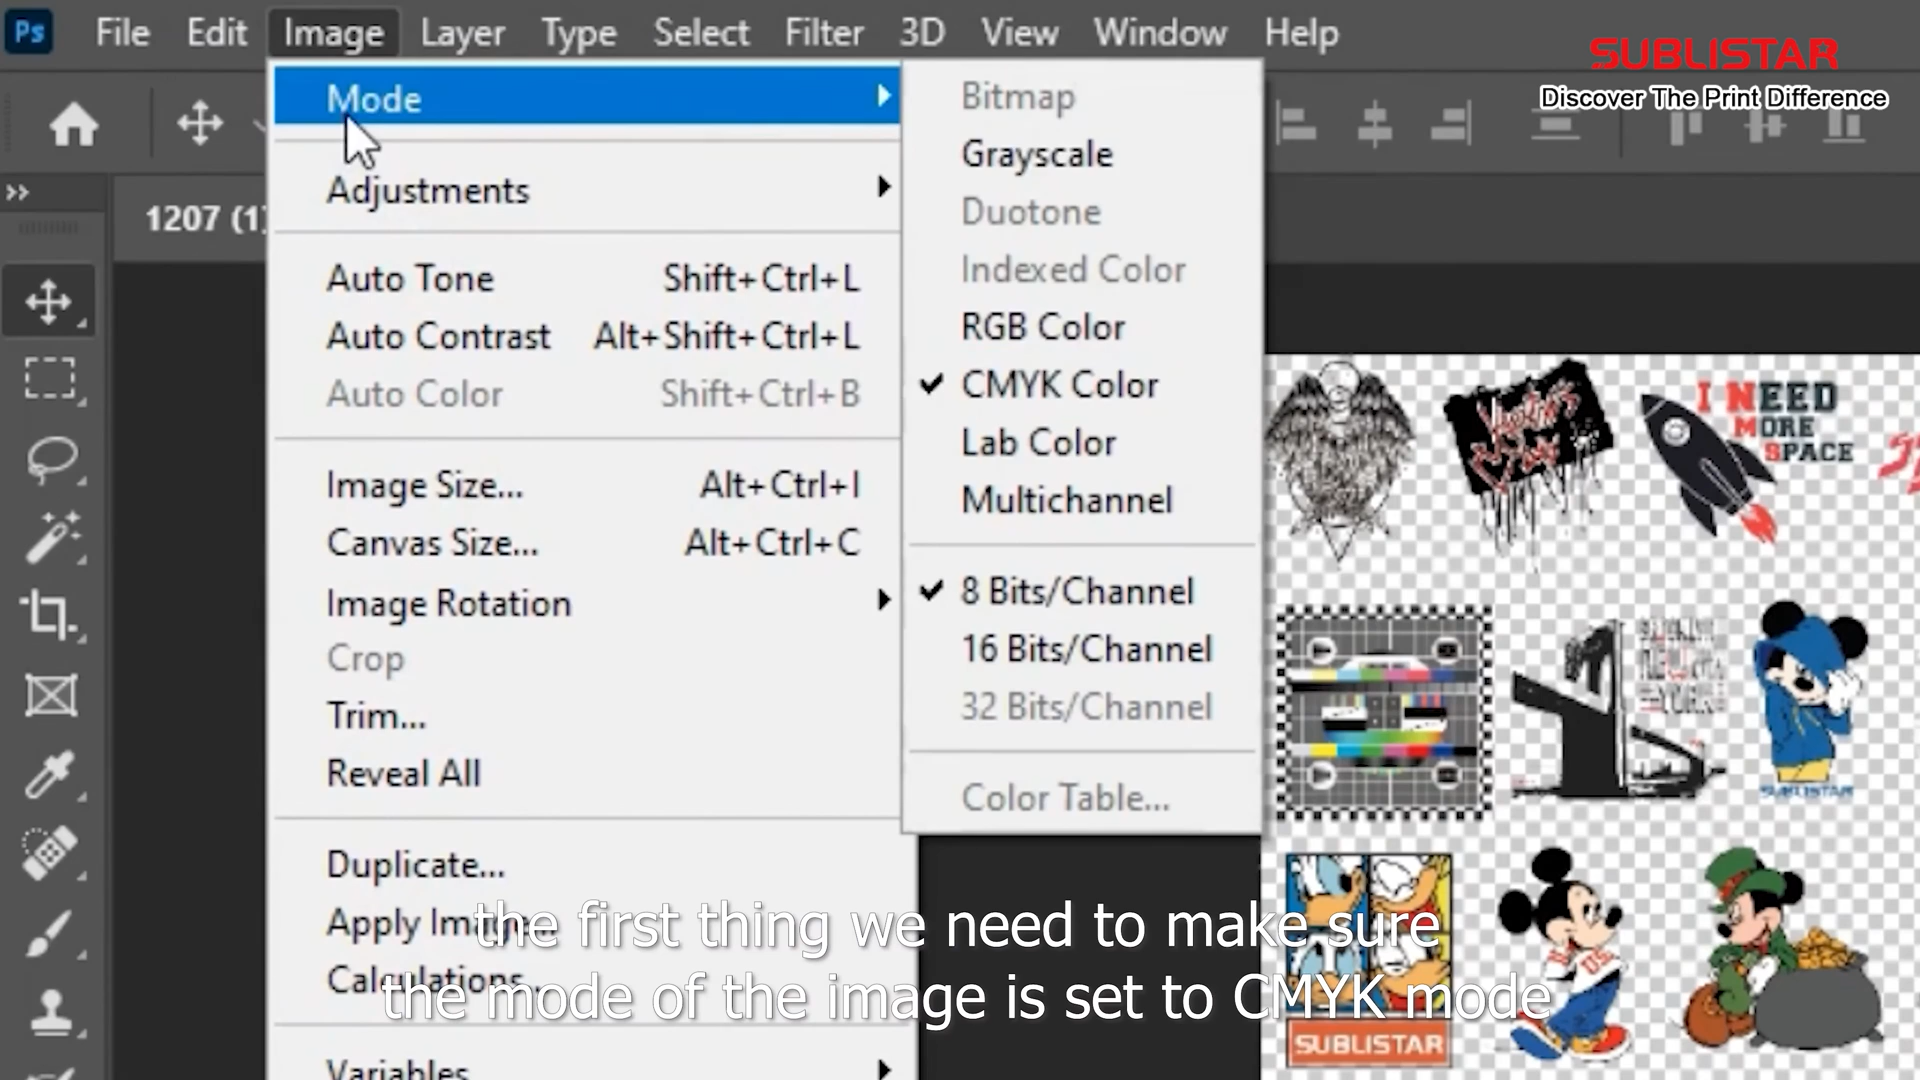 Ps File Edit Image Layer Type Select Filter 3D View Window Help
SUBLISTAR
Discover The Print Difference
1207 (1)
Mode
Adjustments
Auto Tone Shift+Ctrl+L
Auto Contrast Alt+Shift+Ctrl+L
Auto Color Shift+Ctrl+B
Image Size... Alt+Ctrl+I
Canvas Size... Alt+Ctrl+C
Image Rotation
Crop
Trim...
Reveal All
Duplicate...
Apply Image...
Calculations...
Variables
Bitmap
Grayscale
Duotone
Indexed Color
RGB Color
CMYK Color
Lab Color
Multichannel
8 Bits/Channel
16 Bits/Channel
32 Bits/Channel
Color Table...
I NEED
MORE
SPACE
SUBLISTAR
SUBLISTAR
the first thing we need to make sure
the mode of the image is set to CMYK mode